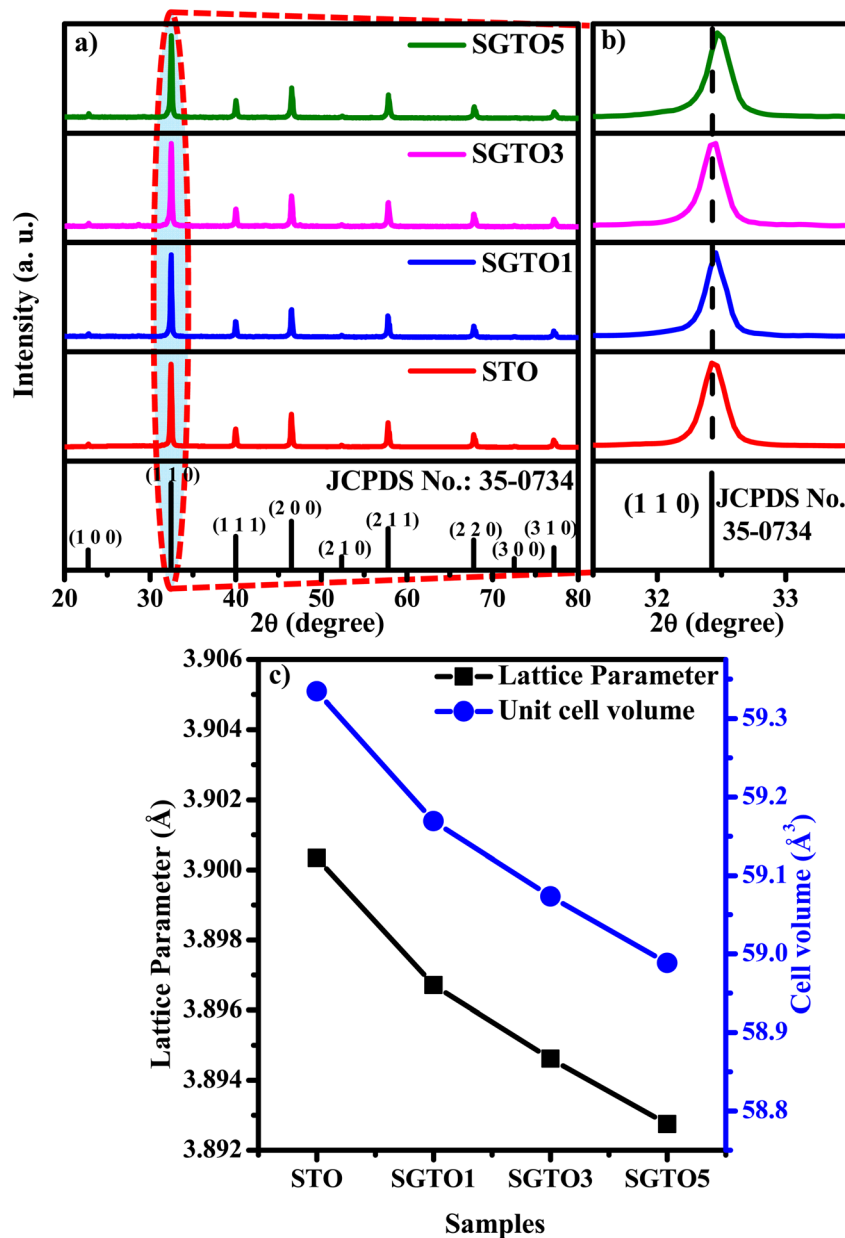 a)
SGTO5
SGTO3
SGTO1
STO
Intensity (a. u.)
JCPDS No.: 35-0734
(1 0 0)
(1 1 0)
(1 1 1)
(2 0 0)
(2 1 0)
(2 1 1)
(2 2 0)
(3 0 0)
(3 1 0)
20 30 40 50 60 70 80
2θ (degree)
b)
(1 1 0)
JCPDS No.
35-0734
32 33
2θ (degree)
c)
Lattice Parameter
Unit cell volume
3.906
3.904
3.902
3.900
3.898
3.896
3.894
3.892
Lattice Parameter (Å)
59.3
59.2
59.1
59.0
58.9
58.8
Cell volume (Å³)
STO SGTO1 SGTO3 SGTO5
Samples